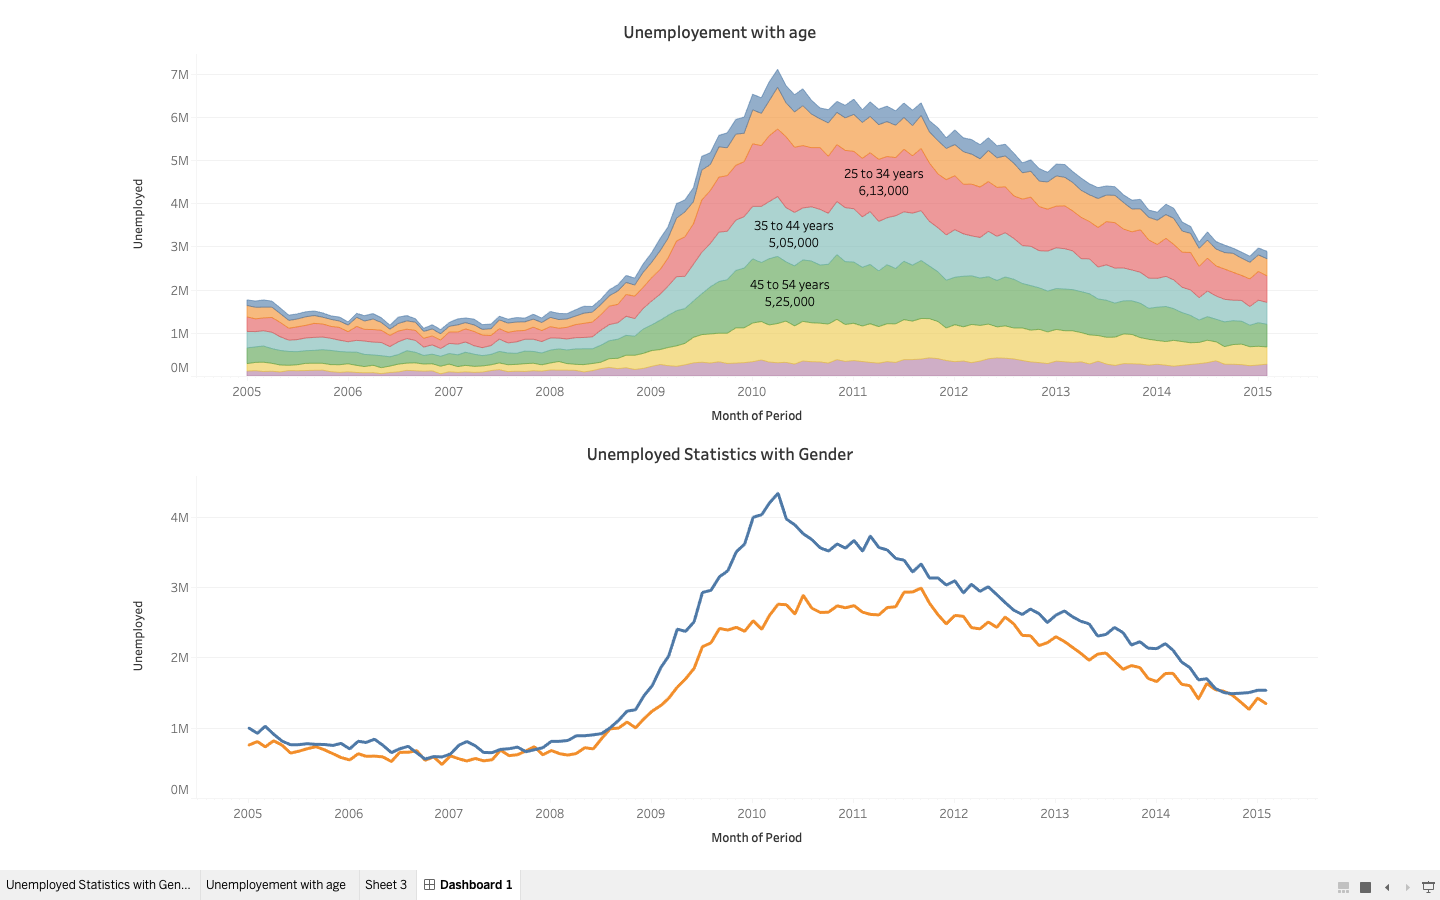 Unemployement with age
7M
6M
5M
4M
3M
2M
1M
0M
Unemployed
25 to 34 years
6,13,000
35 to 44 years
5,05,000
45 to 54 years
5,25,000
2005 2006 2007 2008 2009 2010 2011 2012 2013 2014 2015
Month of Period
Unemployed Statistics with Gender
4M
3M
2M
1M
0M
Unemployed
2005 2006 2007 2008 2009 2010 2011 2012 2013 2014 2015
Month of Period
Unemployed Statistics with Gen... Unemployement with age Sheet 3 Dashboard 1